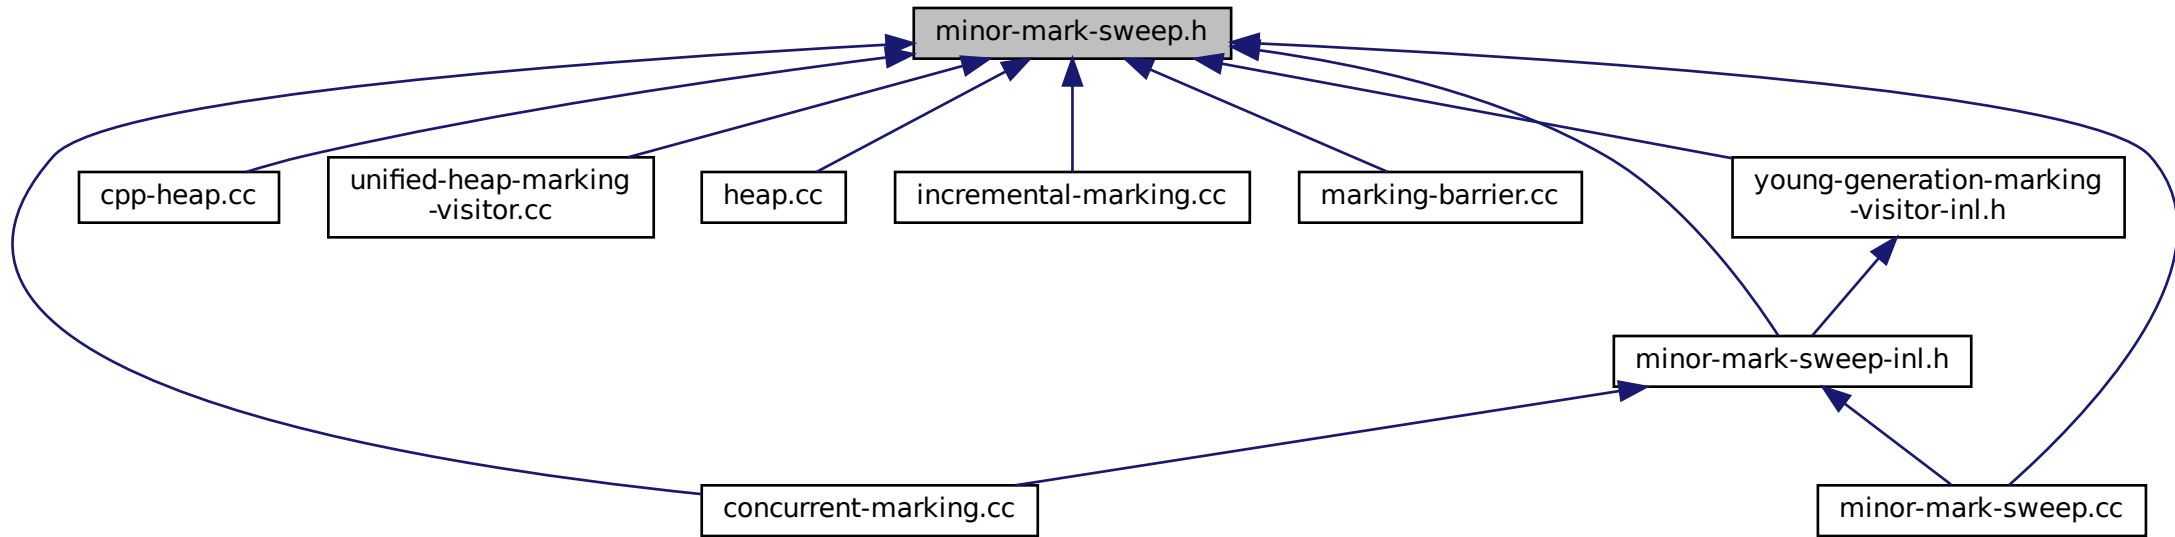 minor-mark-sweep.h
cpp-heap.cc
unified-heap-marking
-visitor.cc
heap.cc
incremental-marking.cc
marking-barrier.cc
young-generation-marking
-visitor-inl.h
minor-mark-sweep-inl.h
concurrent-marking.cc
minor-mark-sweep.cc